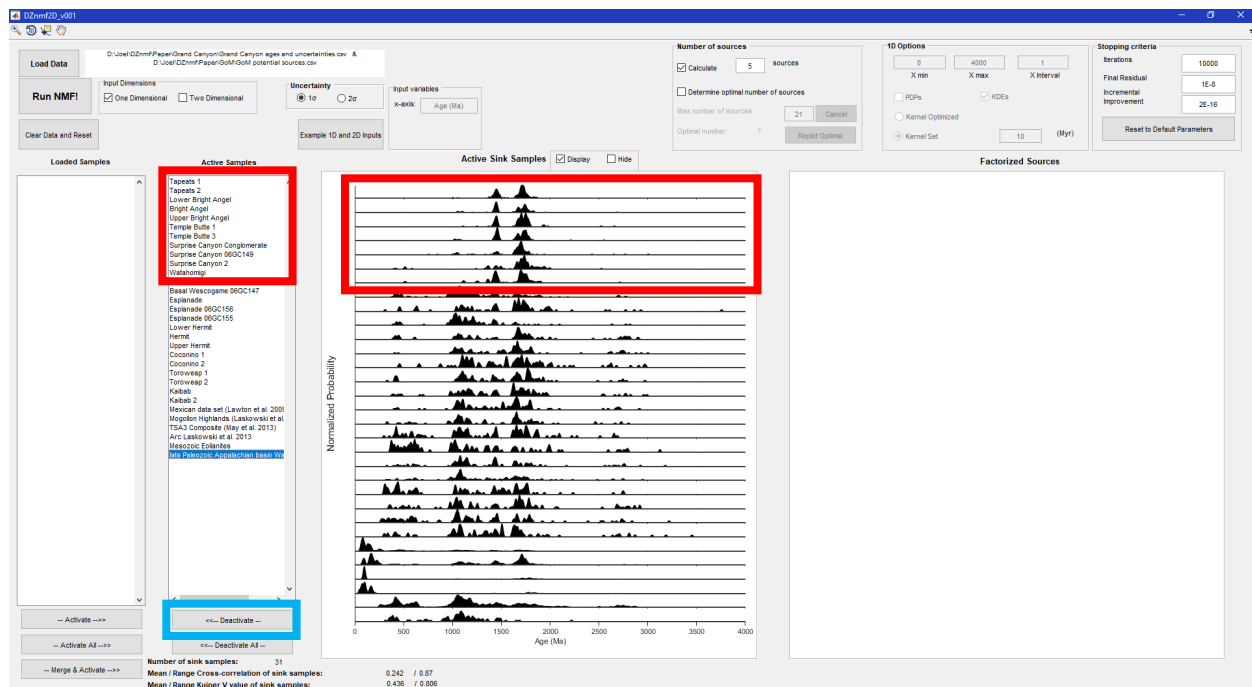 DZnmf2D_v001
Load Data
D:\Joel\DZnmf\Paper\Grand Canyon\Grand Canyon ages and uncertainties.csv &
D:\Joel\DZnmf\Paper\GoM\GoM potential sources.csv
Run NMF!
Input Dimensions
One Dimensional
Two Dimensional
Uncertainty
1σ
2σ
Input variables
x-axis:
Age (Ma)
Clear Data and Reset
Example 1D and 2D Inputs
Number of sources
Calculate
5
sources
Determine optimal number of sources
Max number of sources
21
Cancel
Optimal number:
?
Replot Optimal
1D Options
0
4000
1
X min
X max
X Interval
PDPs
KDEs
Kernel Optimized
Kernel Set
10
(Myr)
Stopping criteria
Iterations
10000
Final Residual
1E-8
Incremental
Improvement
2E-16
Reset to Default
Parameters
Loaded Samples
Active Samples
Active Sink Samples
Display
Hide
Factorized Sources
Tapeats 1
Tapeats 2
Lower Bright Angel
Bright Angel
Upper Bright Angel
Temple Butte 1
Temple Butte 3
Surprise Canyon Conglomerate
Surprise Canyon 06GC149
Surprise Canyon 2
Watahomigi
Basal Wescogame 06GC147
Esplanade
Esplanade 06GC156
Esplanade 06GC155
Lower Hermit
Hermit
Upper Hermit
Coconino 1
Coconino 2
Toroweap 1
Toroweap 2
Kaibab
Kaibab 2
Mexican data set (Lawton et al. 2009
Mogollon Highlands (Laskowski et al.
TSA3 Composite (May et al. 2013)
Arc Laskowski et al. 2013
Mesozoic Eolianites
late Paleozoic Appalachian basin Wa
Normalized Probability
0
500
1000
1500
2000
2500
3000
3500
4000
Age (Ma)
-- Activate -->>
<<-- Deactivate --
-- Activate All-->>
<<-- Deactivate All --
-- Merge & Activate -->>
Number of sink samples: 31
Mean / Range Cross-correlation of sink samples: 0.242 / 0.87
Mean / Range Kuiper V value of sink samples: 0.436 / 0.806